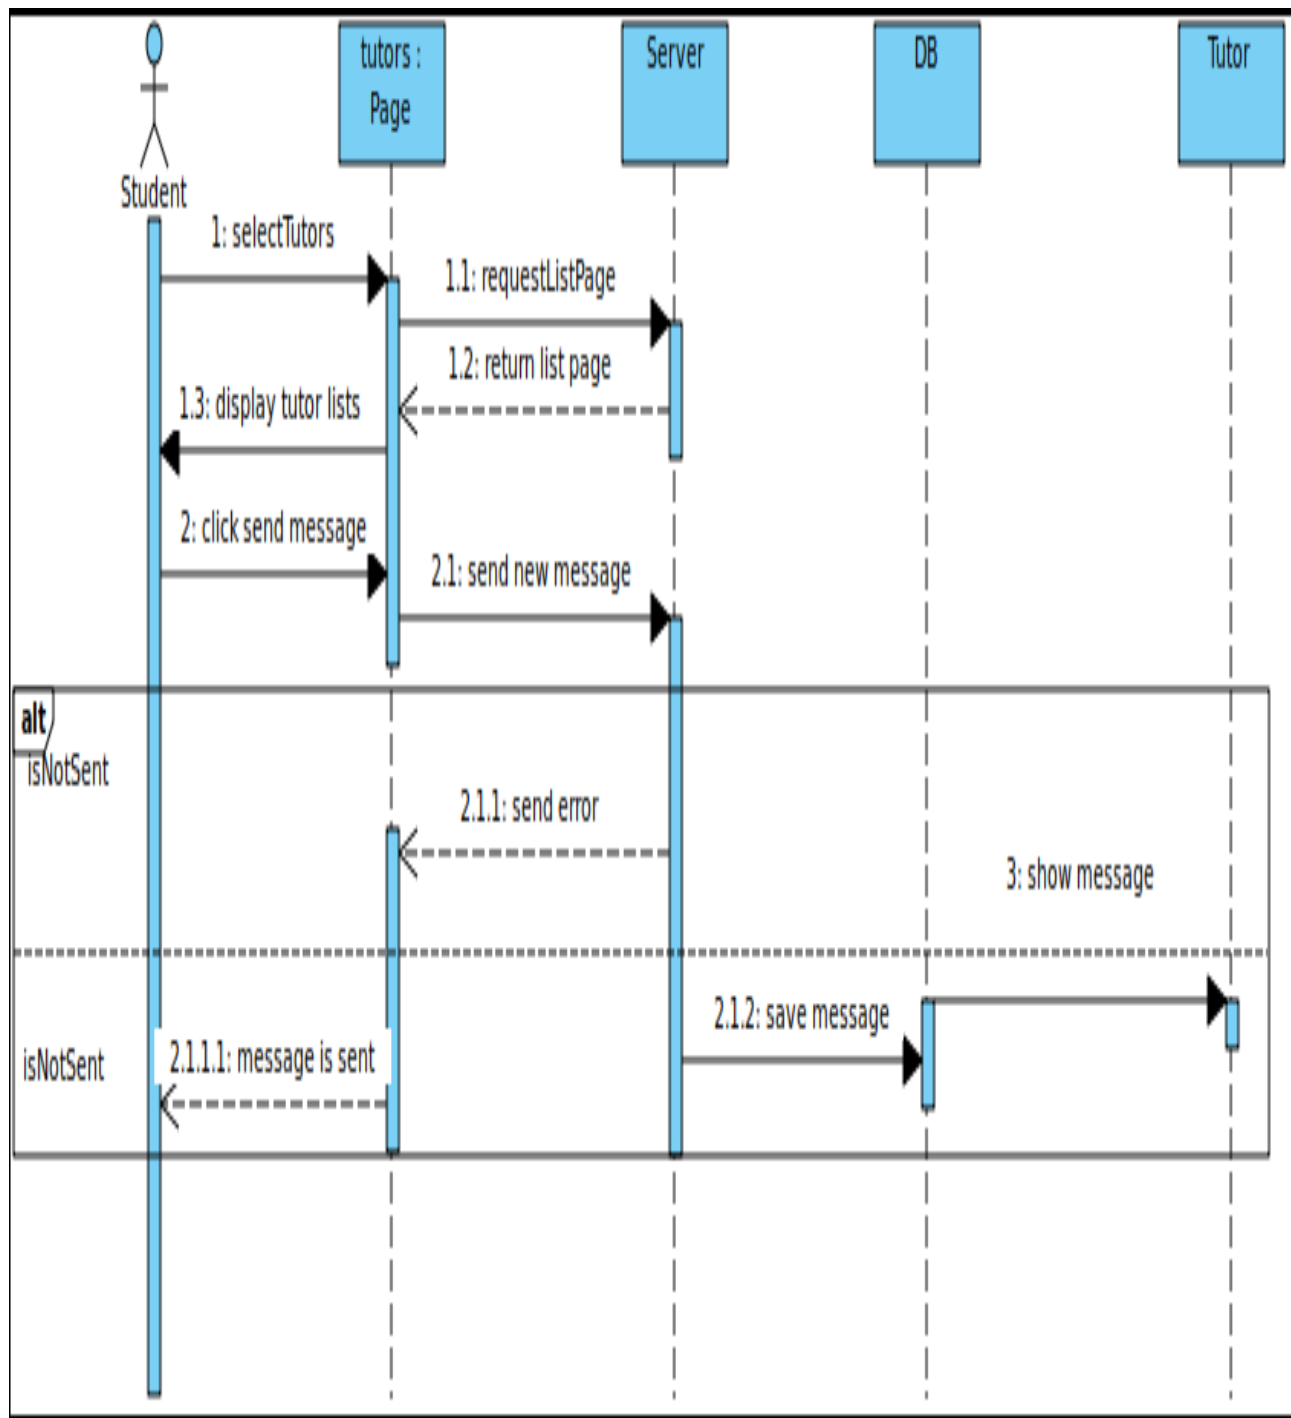 tutors :
Page
Server
DB
Tutor
Student
1: selectTutors
1.1: requestListPage
1.2: return list page
1.3: display tutor lists
2: click send message
2.1: send new message
alt
isNotSent
2.1.1: send error
3: show message
2.1.2: save message
isNotSent
2.1.1.1: message is sent